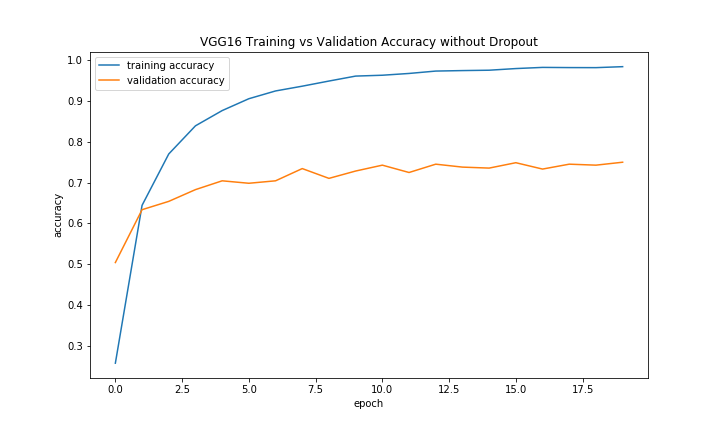 VGG16 Training vs Validation Accuracy without Dropout
training accuracy
validation accuracy
accuracy
1.0
0.9
0.8
0.7
0.6
0.5
0.4
0.3
0.0 2.5 5.0 7.5 10.0 12.5 15.0 17.5
epoch